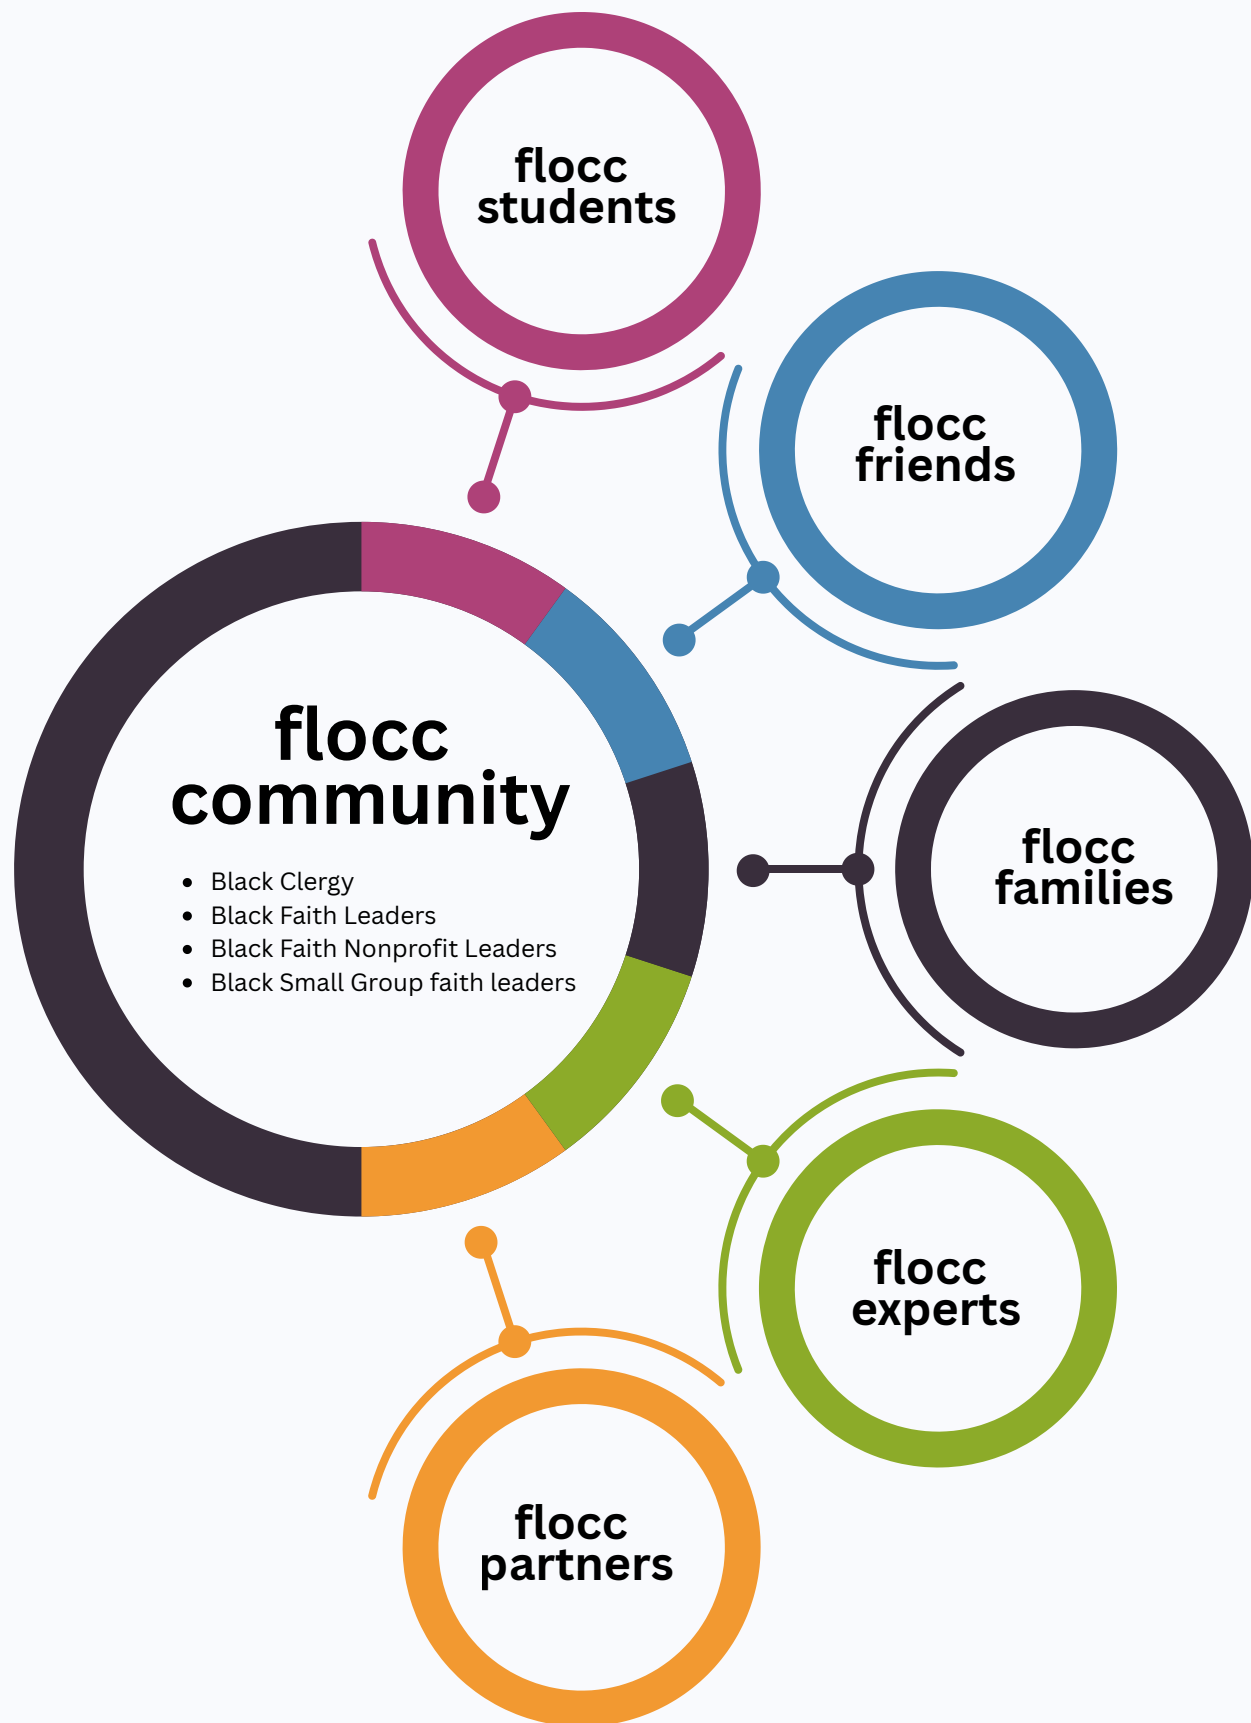 flocc
students
flocc
friends
flocc
community
Black Clergy
Black Faith Leaders
Black Faith Nonprofit Leaders
Black Small Group faith leaders
flocc
families
flocc
experts
flocc
partners